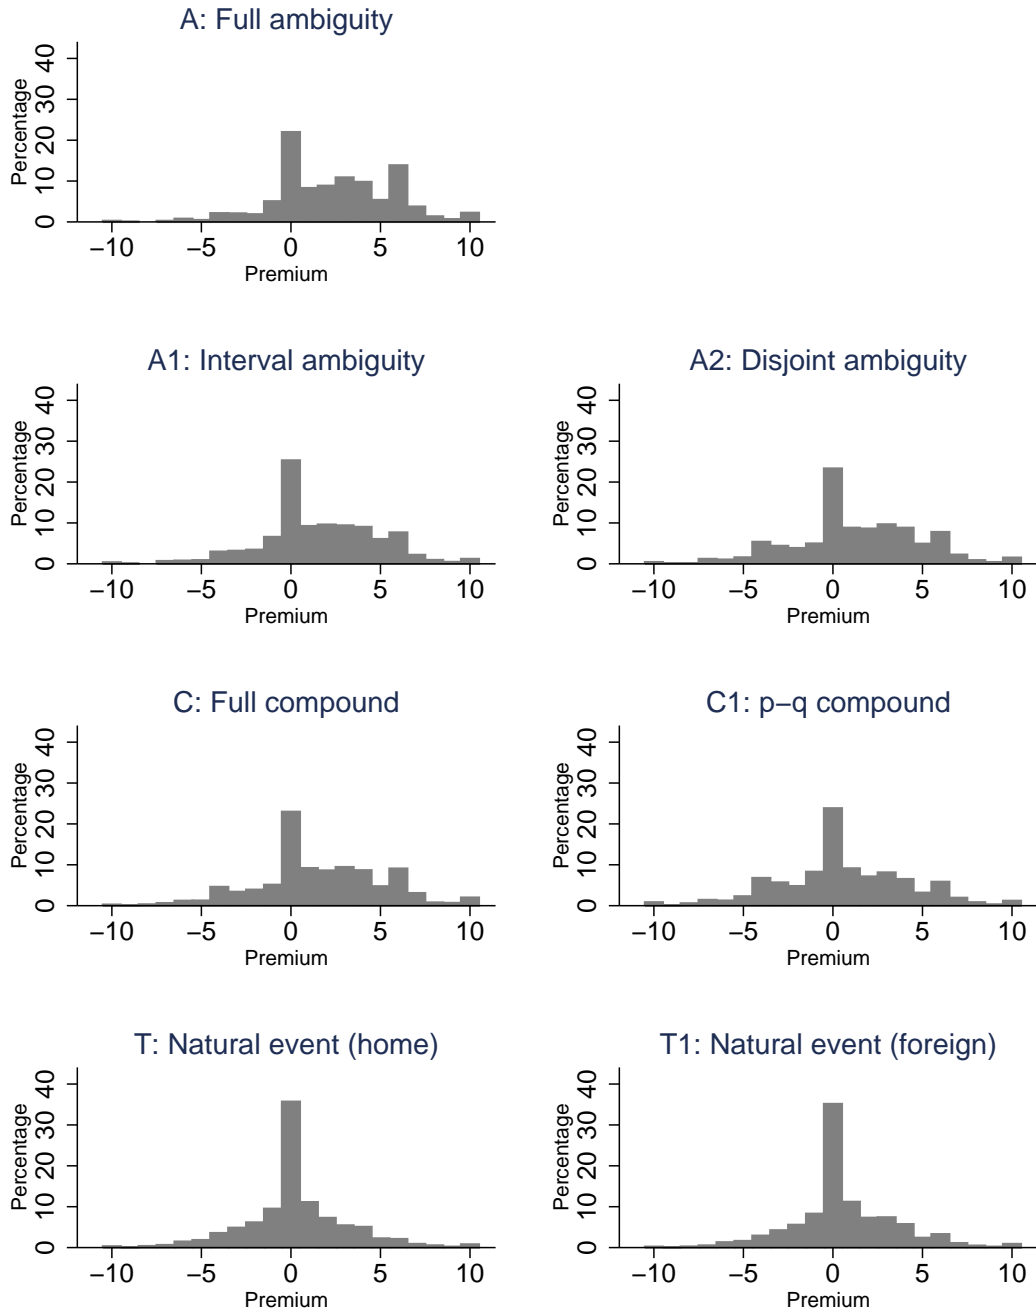 A: Full ambiguity
Percentage
0 10 20 30 40
−10 −5 0 5 10
Premium
A1: Interval ambiguity
Percentage
0 10 20 30 40
−10 −5 0 5 10
Premium
A2: Disjoint ambiguity
Percentage
0 10 20 30 40
−10 −5 0 5 10
Premium
C: Full compound
Percentage
0 10 20 30 40
−10 −5 0 5 10
Premium
C1: p−q compound
Percentage
0 10 20 30 40
−10 −5 0 5 10
Premium
T: Natural event (home)
Percentage
0 10 20 30 40
−10 −5 0 5 10
Premium
T1: Natural event (foreign)
Percentage
0 10 20 30 40
−10 −5 0 5 10
Premium